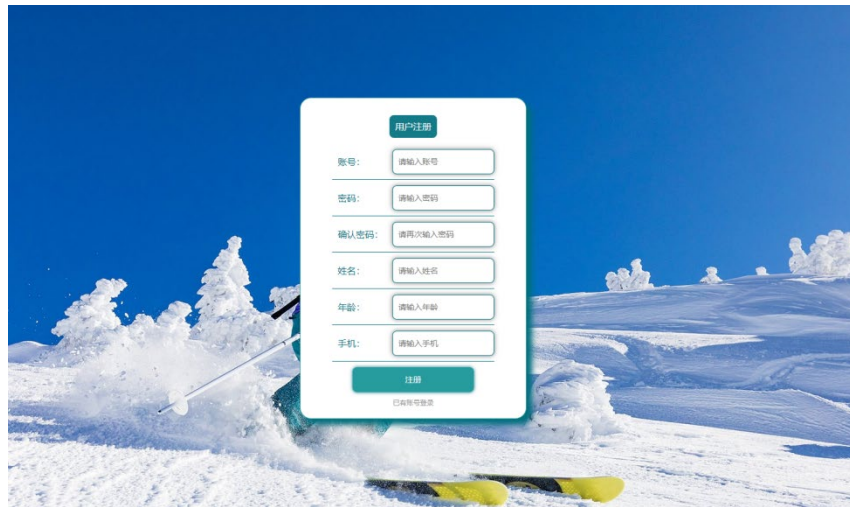 用户注册
账号： 请输入账号
密码： 请输入密码
确认密码： 请再次输入密码
姓名： 请输入姓名
年龄： 请输入年龄
手机： 请输入手机
注册
已有账号登录